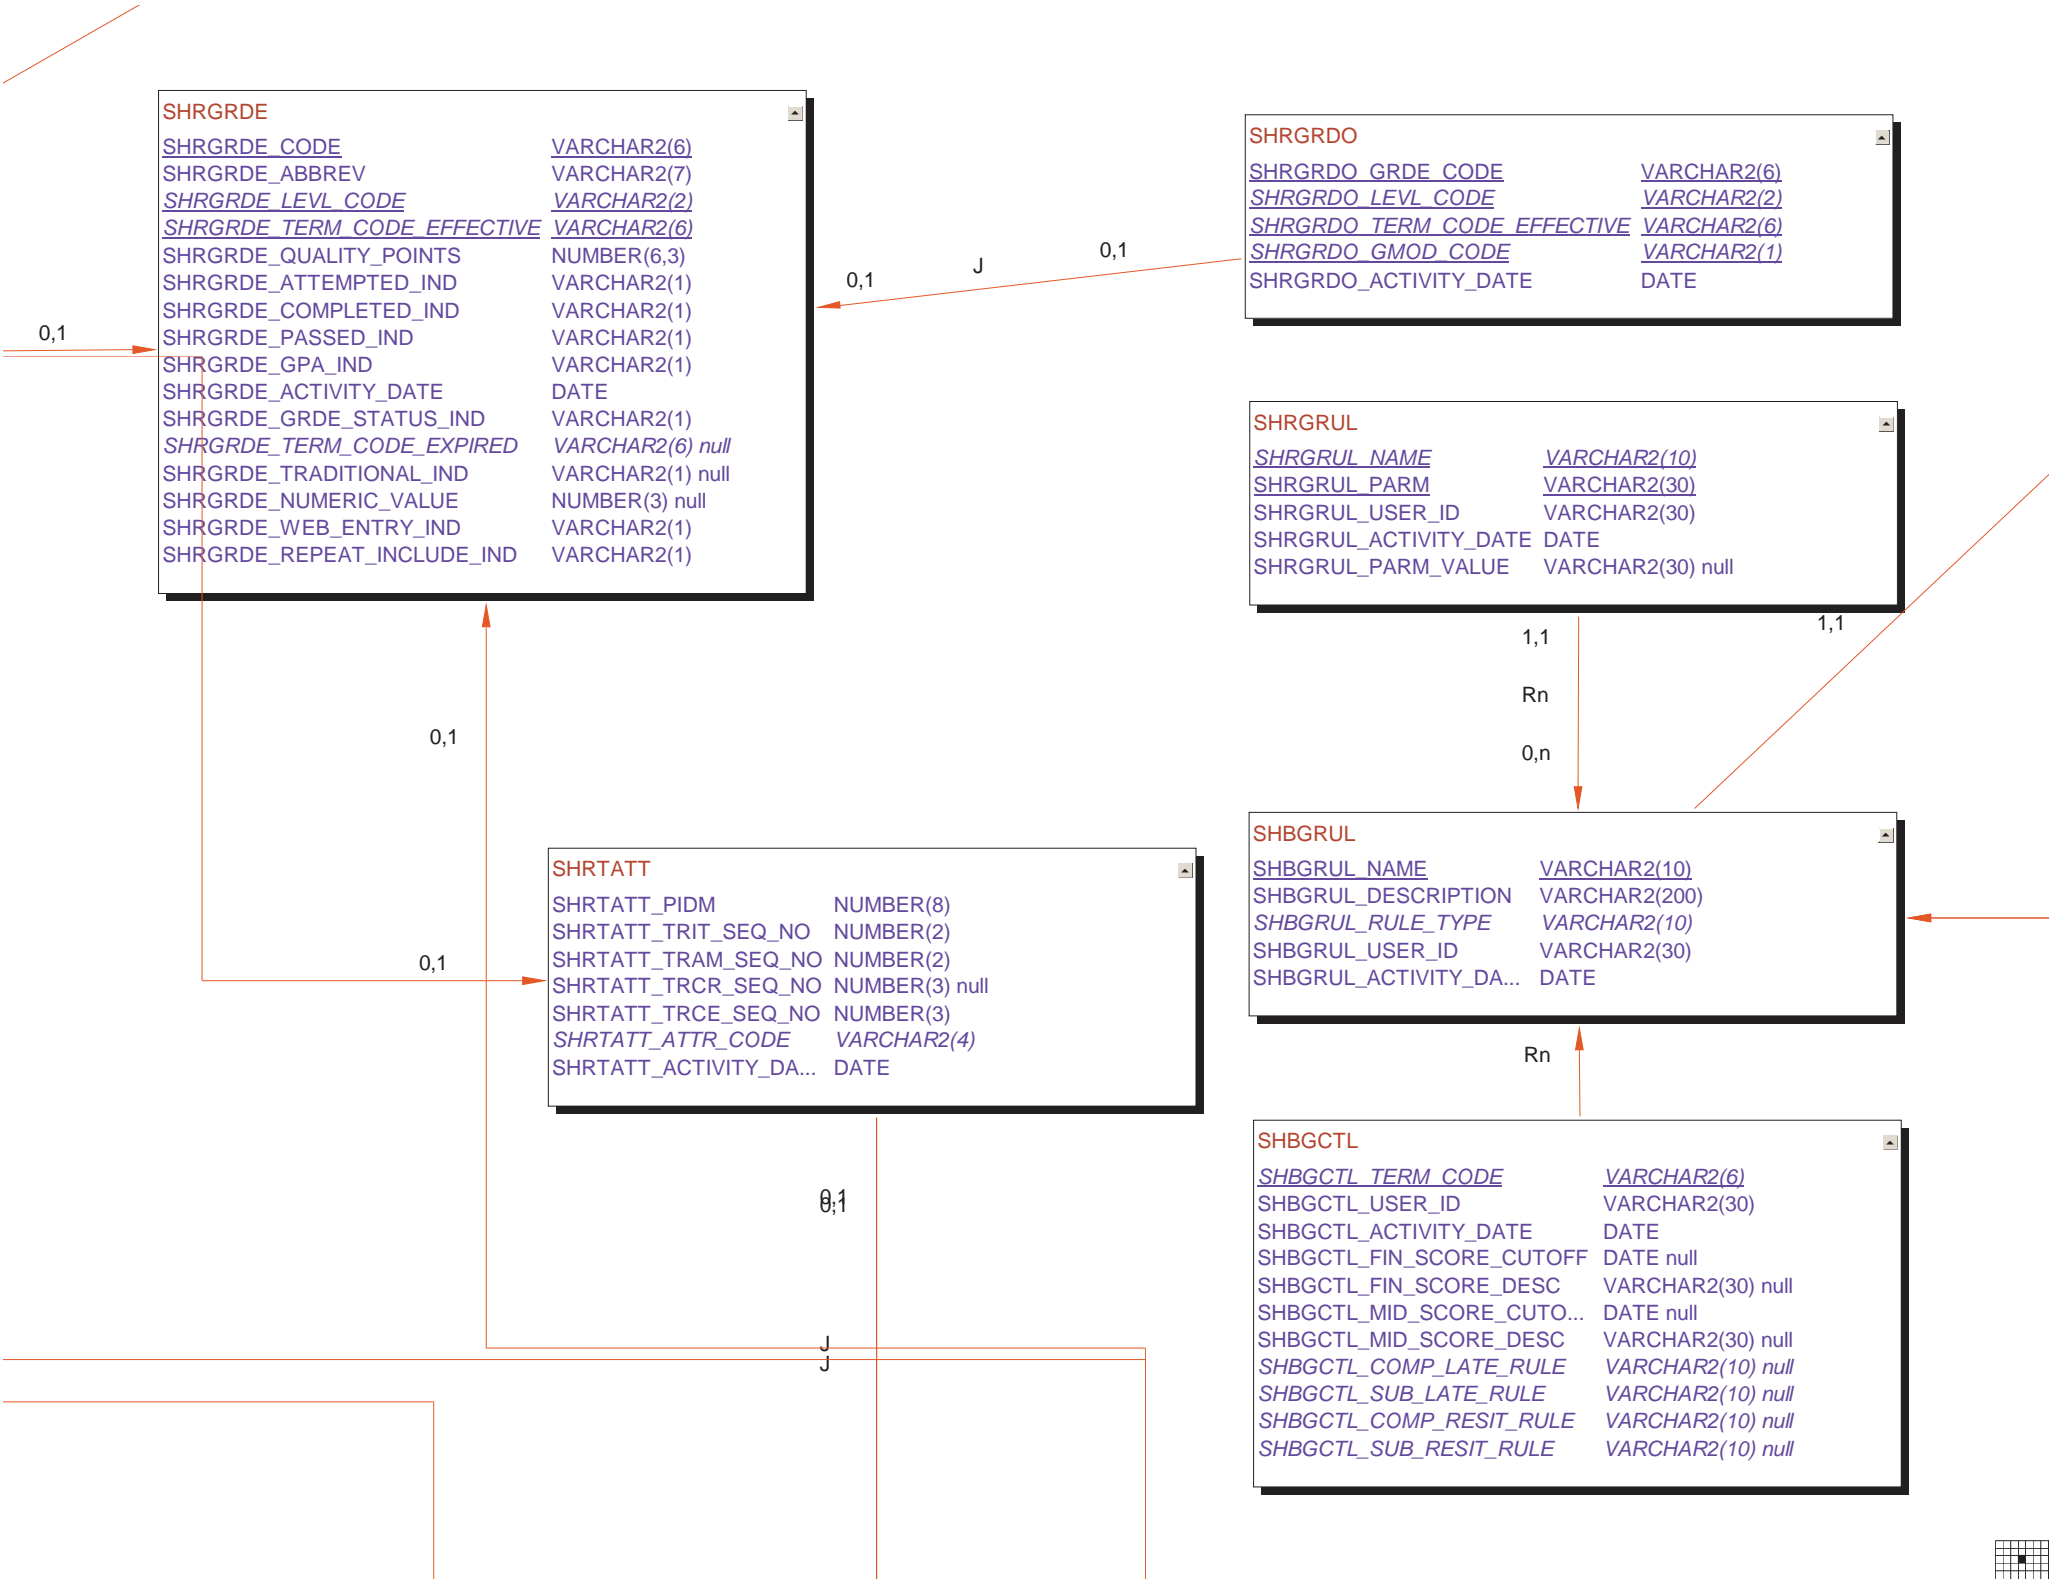 SHRGRDE
SHRGRDE_CODE VARCHAR2(6)
SHRGRDE_ABBREV VARCHAR2(7)
SHRGRDE_LEVL_CODE VARCHAR2(2)
SHRGRDE_TERM_CODE_EFFECTIVE VARCHAR2(6)
SHRGRDE_QUALITY_POINTS NUMBER(6,3)
SHRGRDE_ATTEMPTED_IND VARCHAR2(1)
SHRGRDE_COMPLETED_IND VARCHAR2(1)
SHRGRDE_PASSED_IND VARCHAR2(1)
SHRGRDE_GPA_IND VARCHAR2(1)
SHRGRDE_ACTIVITY_DATE DATE
SHRGRDE_GRDE_STATUS_IND VARCHAR2(1)
SHRGRDE_TERM_CODE_EXPIRED VARCHAR2(6) null
SHRGRDE_TRADITIONAL_IND VARCHAR2(1) null
SHRGRDE_NUMERIC_VALUE NUMBER(3) null
SHRGRDE_WEB_ENTRY_IND VARCHAR2(1)
SHRGRDE_REPEAT_INCLUDE_IND VARCHAR2(1)
0,1
0,1
J
0,1
SHRGRDO
SHRGRDO_GRDE_CODE VARCHAR2(6)
SHRGRDO_LEVL_CODE VARCHAR2(2)
SHRGRDO_TERM_CODE_EFFECTIVE VARCHAR2(6)
SHRGRDO_GMOD_CODE VARCHAR2(1)
SHRGRDO_ACTIVITY_DATE DATE
SHRGRUL
SHRGRUL_NAME VARCHAR2(10)
SHRGRUL_PARM VARCHAR2(30)
SHRGRUL_USER_ID VARCHAR2(30)
SHRGRUL_ACTIVITY_DATE DATE
SHRGRUL_PARM_VALUE VARCHAR2(30) null
1,1
1,1
Rn
0,n
0,1
0,1
SHRTATT
SHRTATT_PIDM NUMBER(8)
SHRTATT_TRIT_SEQ_NO NUMBER(2)
SHRTATT_TRAM_SEQ_NO NUMBER(2)
SHRTATT_TRCR_SEQ_NO NUMBER(3) null
SHRTATT_TRCE_SEQ_NO NUMBER(3)
SHRTATT_ATTR_CODE VARCHAR2(4)
SHRTATT_ACTIVITY_DA... DATE
0,1
0,1
J
J
SHBGRUL
SHBGRUL_NAME VARCHAR2(10)
SHBGRUL_DESCRIPTION VARCHAR2(200)
SHBGRUL_RULE_TYPE VARCHAR2(10)
SHBGRUL_USER_ID VARCHAR2(30)
SHBGRUL_ACTIVITY_DA... DATE
Rn
SHBGCTL
SHBGCTL_TERM_CODE VARCHAR2(6)
SHBGCTL_USER_ID VARCHAR2(30)
SHBGCTL_ACTIVITY_DATE DATE
SHBGCTL_FIN_SCORE_CUTOFF DATE null
SHBGCTL_FIN_SCORE_DESC VARCHAR2(30) null
SHBGCTL_MID_SCORE_CUTO... DATE null
SHBGCTL_MID_SCORE_DESC VARCHAR2(30) null
SHBGCTL_COMP_LATE_RULE VARCHAR2(10) null
SHBGCTL_SUB_LATE_RULE VARCHAR2(10) null
SHBGCTL_COMP_RESIT_RULE VARCHAR2(10) null
SHBGCTL_SUB_RESIT_RULE VARCHAR2(10) null